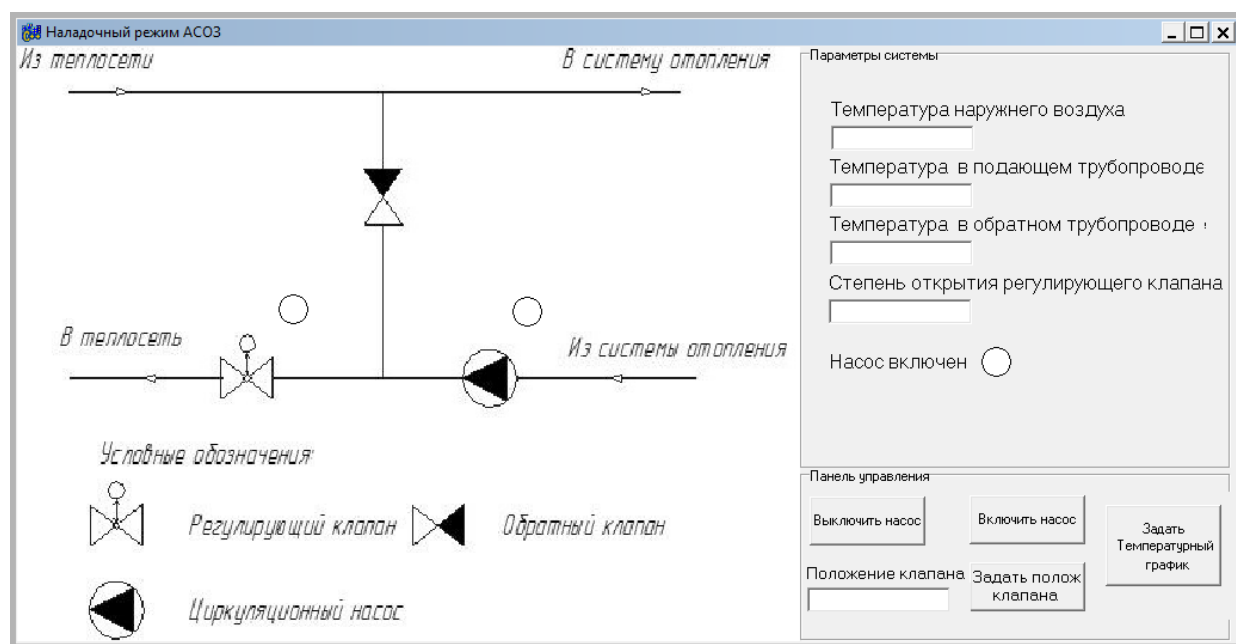 Наладочный режим АСОЗ
Из теплосети
В систему отопления
В теплосеть
Из системы отопления
Условные обозначения:
Регулирующий клапан
Обратный клапан
Циркуляционный насос
Параметры системы
Температура наружнего воздуха
Температура в подающем трубопроводе
Температура в обратном трубопроводе
Степень открытия регулирующего клапана
Насос включен
Панель управления
Выключить насос
Включить насос
Задать
Температурный
график
Положение клапана
Задать полож
клапана